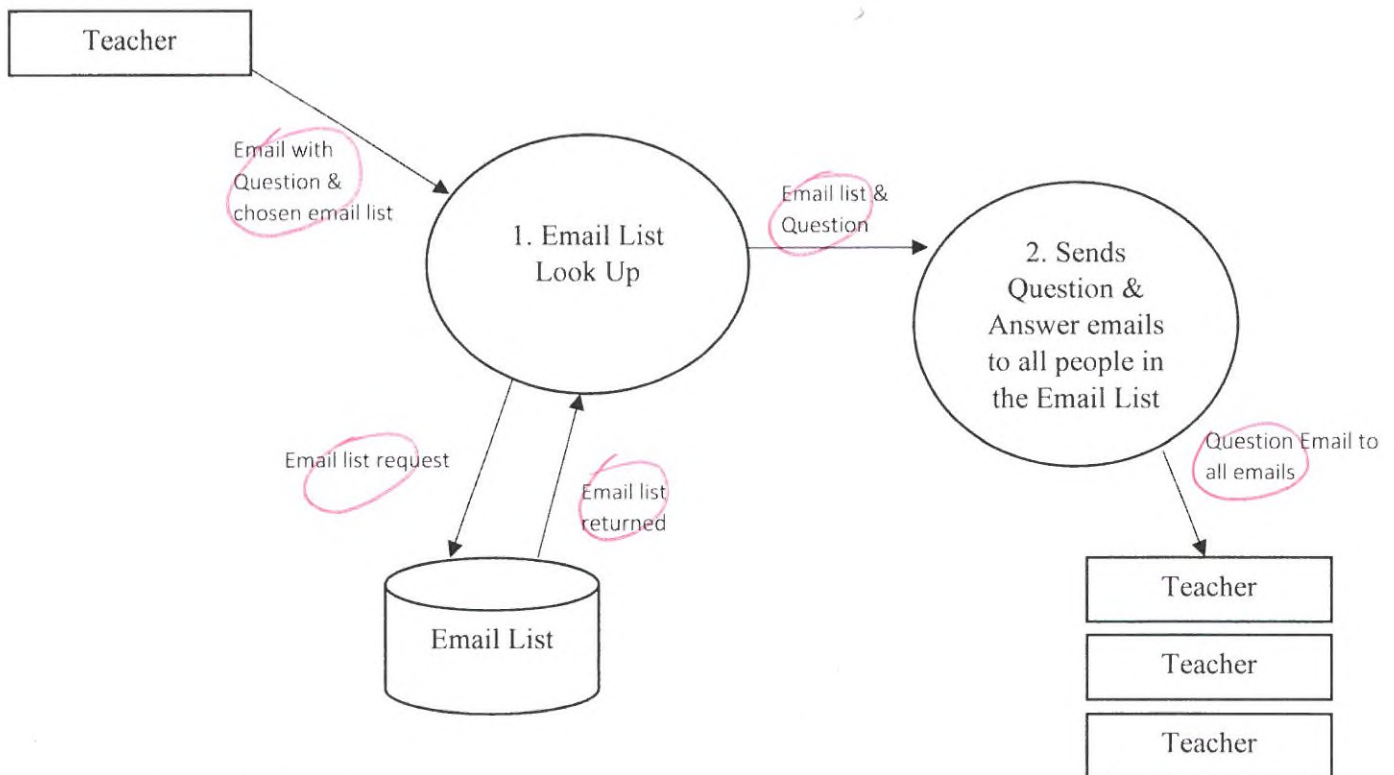 Teacher
Email with
Question &
chosen email list
1. Email List
Look Up
Email list &
Question
2. Sends
Question &
Answer emails
to all people in
the Email List
Email list request
Email list
returned
Question Email to
all emails
Email List
Teacher
Teacher
Teacher